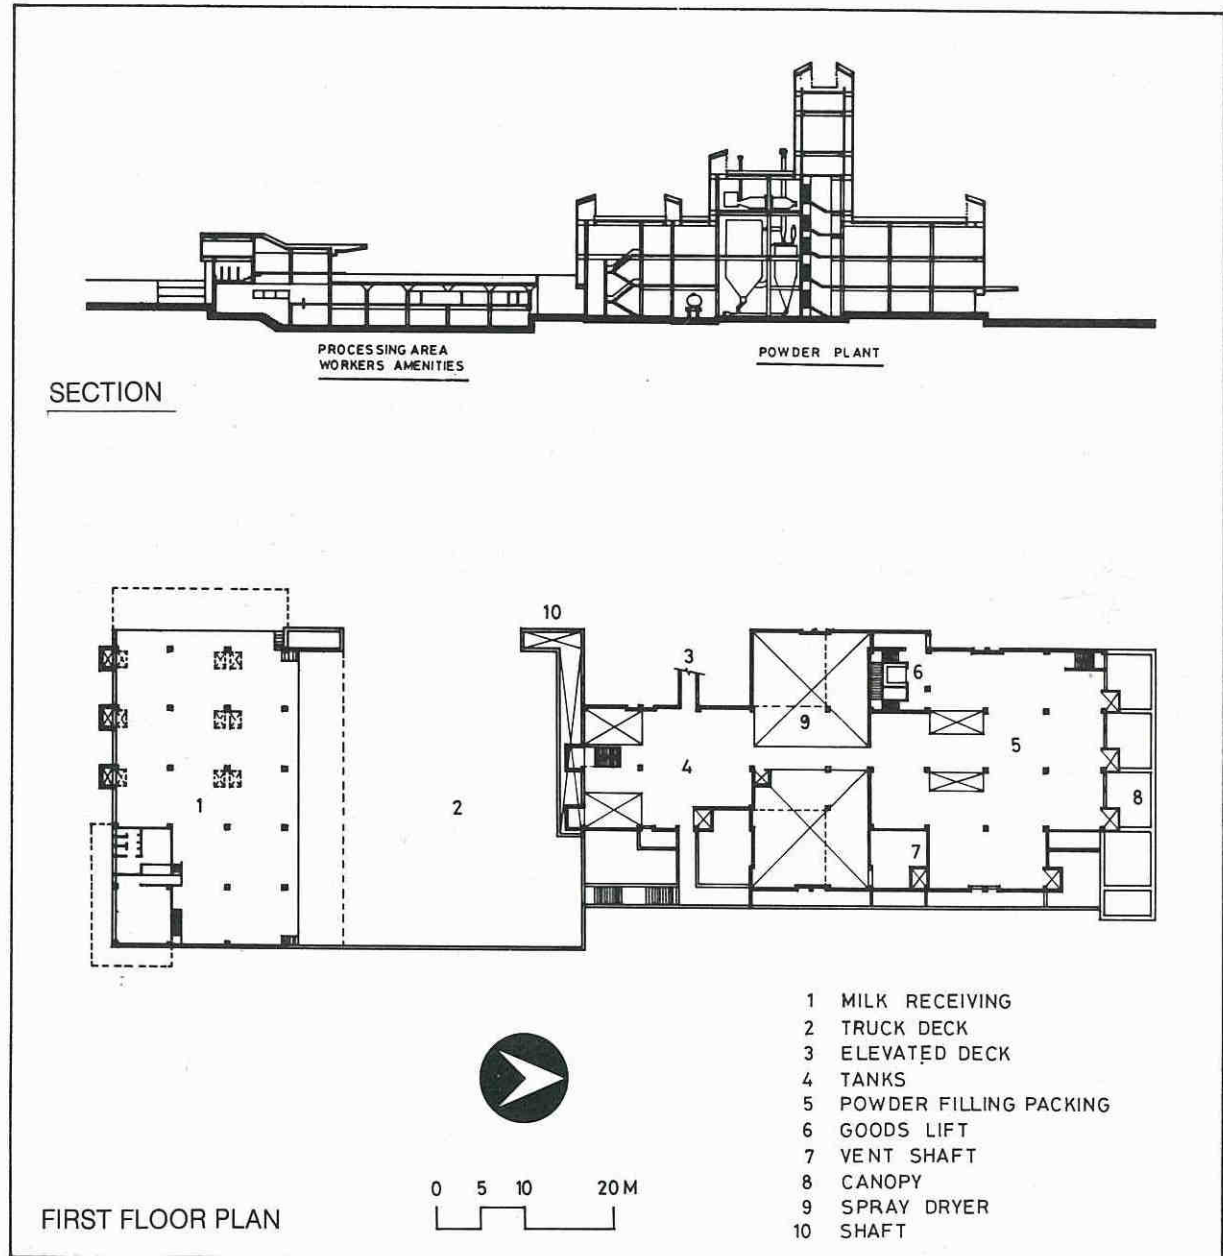 PROCESSING AREA
WORKERS AMENITIES
POWDER PLANT
SECTION
10
3
6
9
5
4
1
2
8
7
1 MILK RECEIVING
2 TRUCK DECK
3 ELEVATED DECK
4 TANKS
5 POWDER FILLING PACKING
6 GOODS LIFT
7 VENT SHAFT
8 CANOPY
9 SPRAY DRYER
10 SHAFT
0 5 10 20 M
FIRST FLOOR PLAN